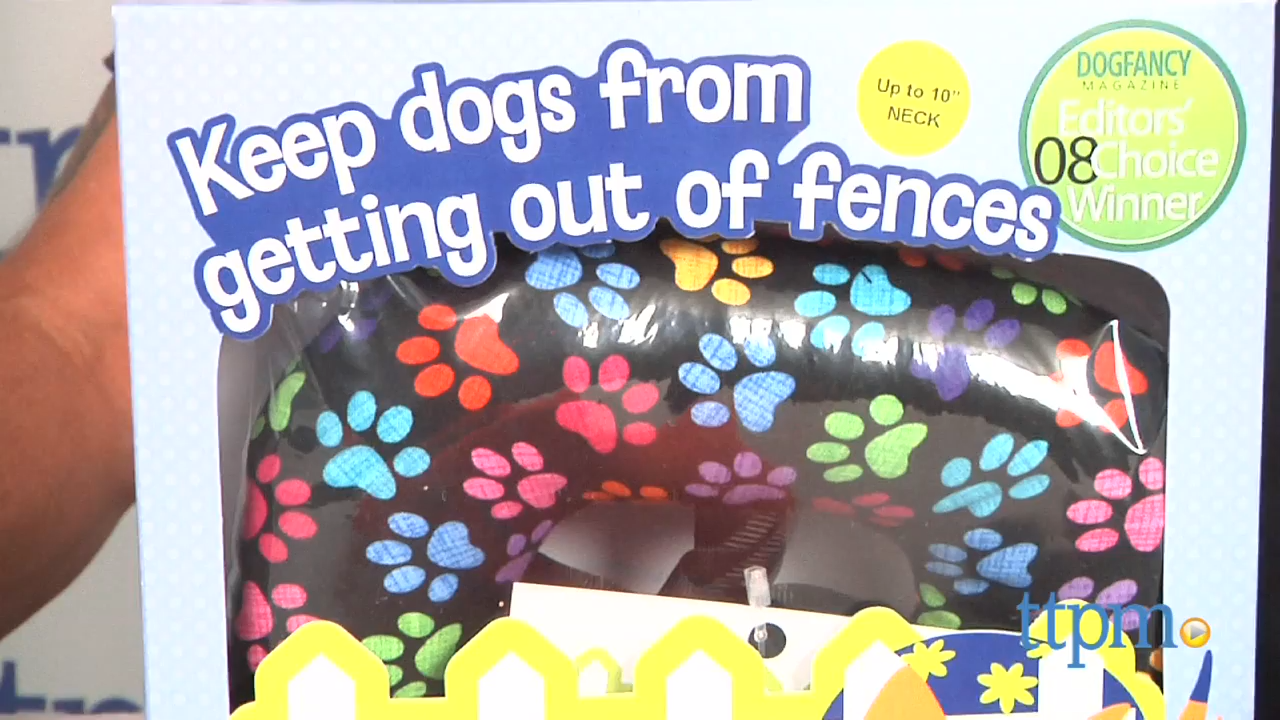 Keep dogs from
getting out of fences
Up to 10"
NECK
DOGFANCY
MAGAZINE
Editors'
08 Choice
Winner
ttpm